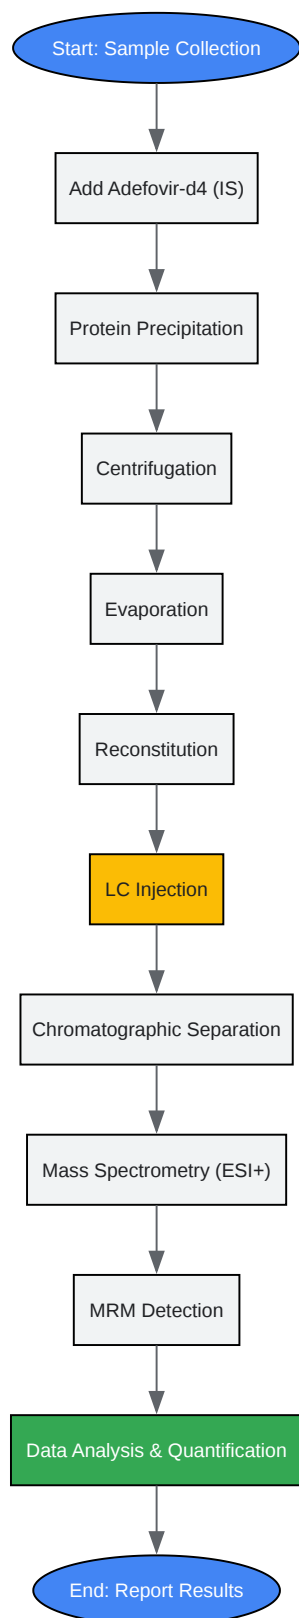 Start: Sample Collection
Add Adefovir-d4 (IS)
Protein Precipitation
Centrifugation
Evaporation
Reconstitution
LC Injection
Chromatographic Separation
Mass Spectrometry (ESI+)
MRM Detection
Data Analysis & Quantification
End: Report Results